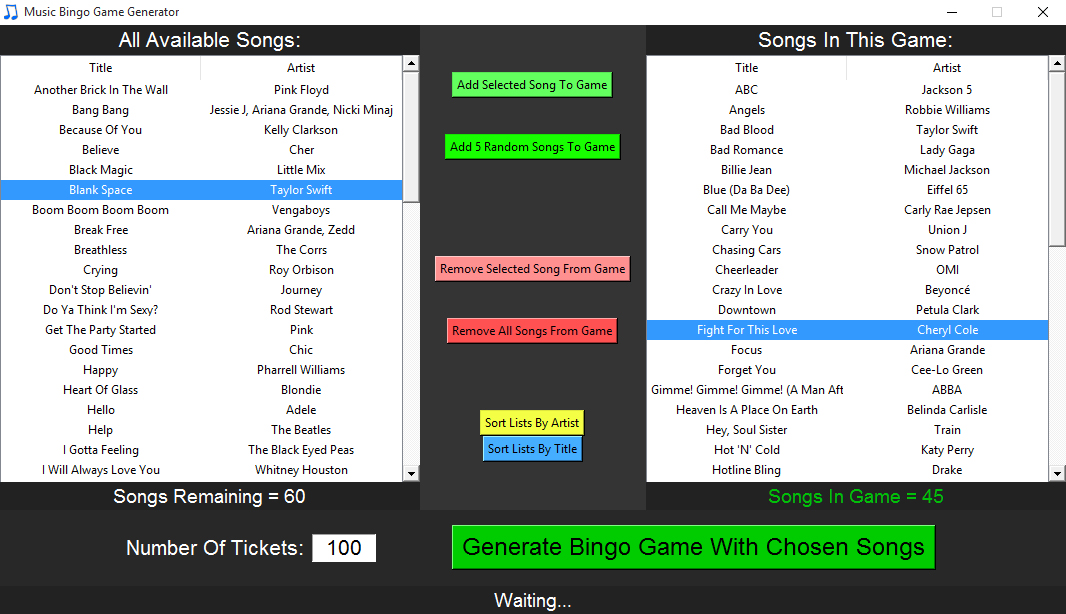 Music Bingo Game Generator
All Available Songs:
Title Artist
Another Brick In The Wall Pink Floyd
Bang Bang Jessie J, Ariana Grande, Nicki Minaj
Because Of You Kelly Clarkson
Believe Cher
Black Magic Little Mix
Blank Space Taylor Swift
Boom Boom Boom Boom Vengaboys
Break Free Ariana Grande, Zedd
Breathless The Corrs
Crying Roy Orbison
Don't Stop Believin' Journey
Do Ya Think I'm Sexy? Rod Stewart
Get The Party Started Pink
Good Times Chic
Happy Pharrell Williams
Heart Of Glass Blondie
Hello Adele
Help The Beatles
I Gotta Feeling The Black Eyed Peas
I Will Always Love You Whitney Houston
Songs Remaining = 60
Add Selected Song To Game
Add 5 Random Songs To Game
Remove Selected Song From Game
Remove All Songs From Game
Sort Lists By Artist
Sort Lists By Title
Songs In This Game:
Title Artist
ABC Jackson 5
Angels Robbie Williams
Bad Blood Taylor Swift
Bad Romance Lady Gaga
Billie Jean Michael Jackson
Blue (Da Ba Dee) Eiffel 65
Call Me Maybe Carly Rae Jepsen
Carry You Union J
Chasing Cars Snow Patrol
Cheerleader OMI
Crazy In Love Beyoncé
Downtown Petula Clark
Fight For This Love Cheryl Cole
Focus Ariana Grande
Forget You Cee-Lo Green
Gimme! Gimme! Gimme! (A Man Aft ABBA
Heaven Is A Place On Earth Belinda Carlisle
Hey, Soul Sister Train
Hot 'N' Cold Katy Perry
Hotline Bling Drake
Songs In Game = 45
Number Of Tickets: 100
Generate Bingo Game With Chosen Songs
Waiting...